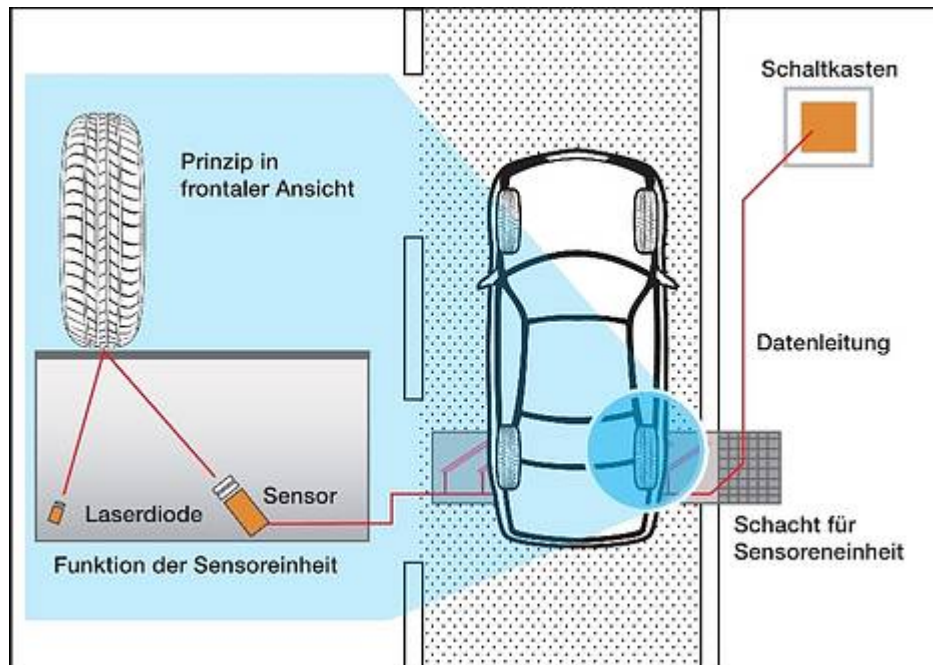 Schaltkasten
Prinzip in
frontaler Ansicht
Datenleitung
Sensor
Laserdiode
Schacht für
Sensoreneinheit
Funktion der Sensoreinheit